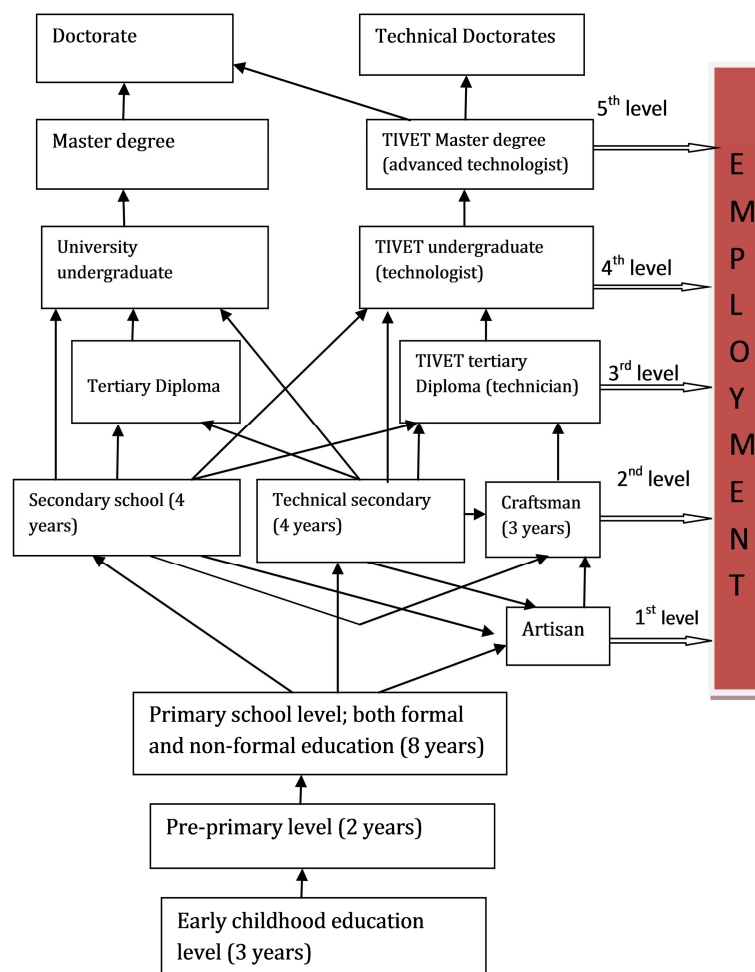 Doctorate
Technical Doctorates
5th level
Master degree
TIVET Master degree
(advanced technologist)
University
undergraduate
TIVET undergraduate
(technologist)
4th level
Tertiary Diploma
TIVET tertiary
Diploma (technician)
3rd level
Secondary school (4
years)
Technical secondary
(4 years)
Craftsman
(3 years)
2nd level
Artisan
1st level
EMPLOYMENT
Primary school level; both formal
and non-formal education (8 years)
Pre-primary level (2 years)
Early childhood education
level (3 years)